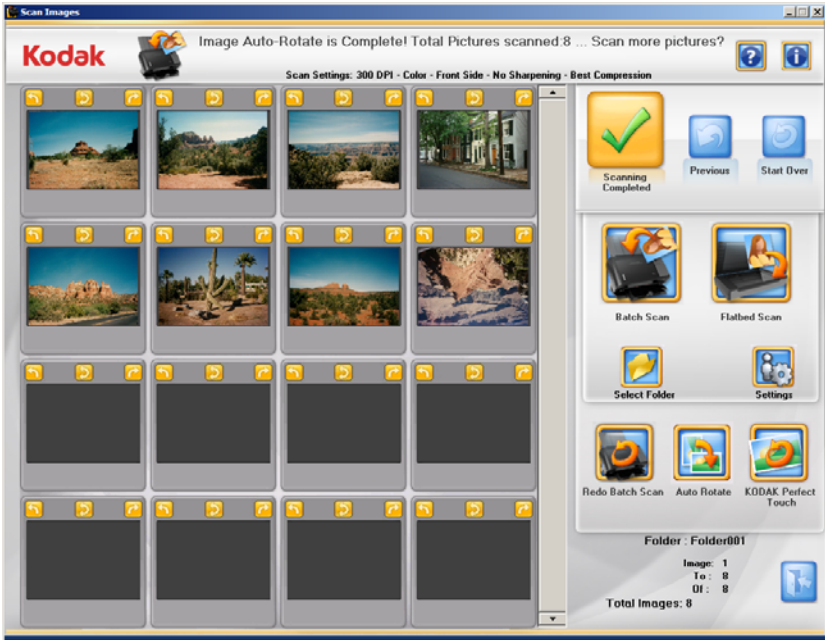 Scan Images
Kodak
Image Auto-Rotate is Complete! Total Pictures scanned:8 ... Scan more pictures?
Scan Settings: 300 DPI - Color - Front Side - No Sharpening - Best Compression
Scanning
Completed
Previous
Start Over
Batch Scan
Flatbed Scan
Select Folder
Settings
Redo Batch Scan
Auto Rotate
KODAK Perfect
Touch
Folder : Folder001
Image: 1
To : 8
Of : 8
Total Images: 8